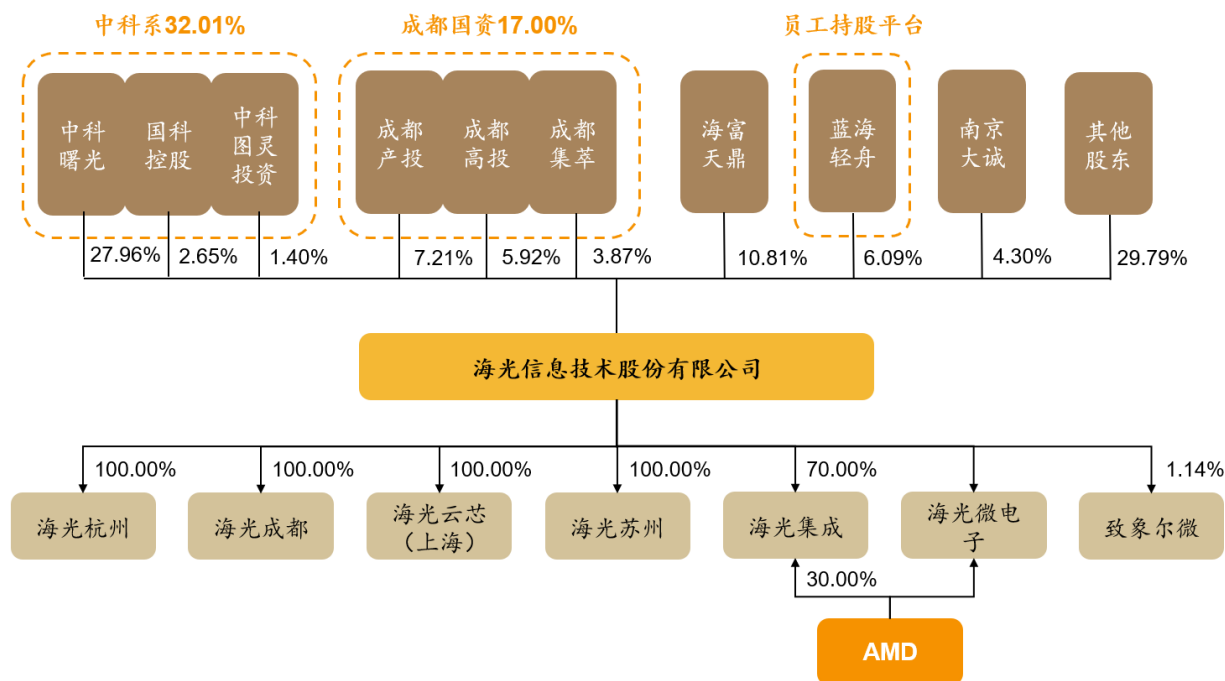 中科系32.01%
成都国资17.00%
员工持股平台
中科
曙光
国科
控股
中科
图灵
投资
成都
产投
成都
高投
成都
集萃
海富
天鼎
蓝海
轻舟
南京
大诚
其他
股东
27.96%
2.65%
1.40%
7.21%
5.92%
3.87%
10.81%
6.09%
4.30%
29.79%
海光信息技术股份有限公司
100.00%
100.00%
100.00%
100.00%
70.00%
1.14%
海光杭州
海光成都
海光云芯
（上海）
海光苏州
海光集成
海光微电
子
致象尔微
30.00%
AMD